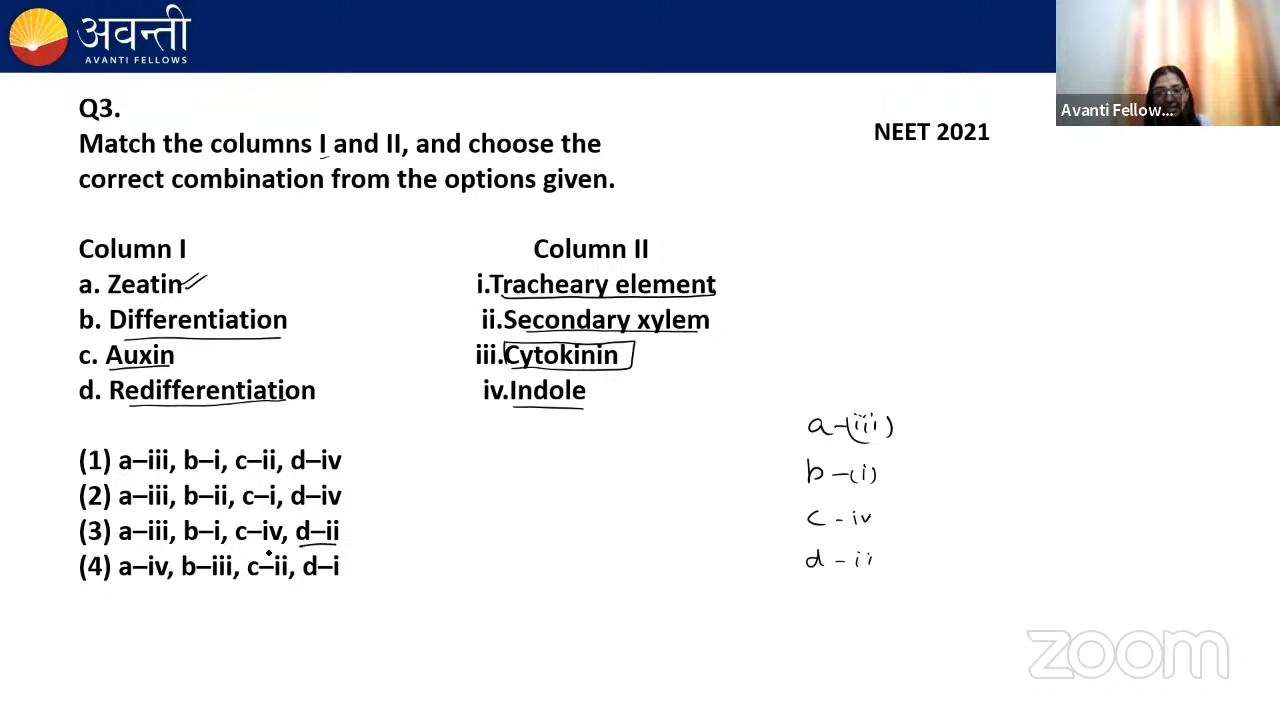 अवन्ती
AVANTI FELLOWS
Avanti Fellow...
Q3.
NEET 2021
Match the columns I and II, and choose the
correct combination from the options given.
Column I Column II
a. Zeatin i.Tracheary element
b. Differentiation ii.Secondary xylem
c. Auxin iii.Cytokinin
d. Redifferentiation iv.Indole
(1) a–iii, b–i, c–ii, d–iv
(2) a–iii, b–ii, c–i, d–iv
(3) a–iii, b–i, c–iv, d–ii
(4) a–iv, b–iii, c–ii, d–i
a-(iii)
b-(i)
c - iv
d - ii
zoom